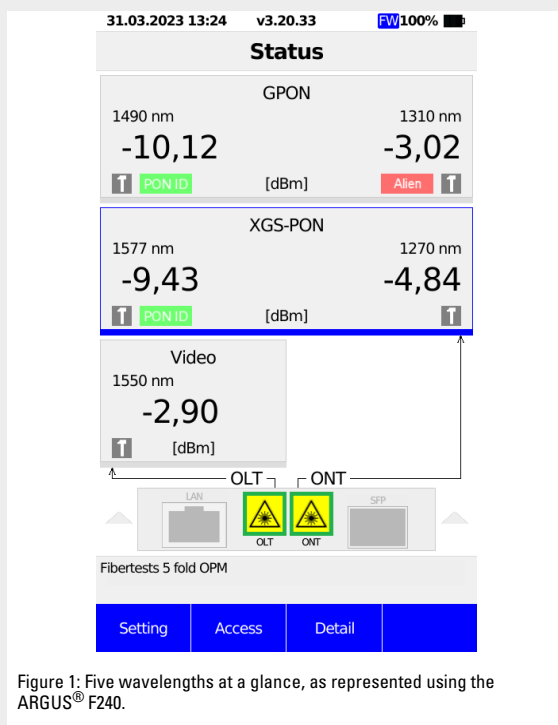 31.03.2023 13:24 v3.20.33 FW 100%
Status
GPON
1490 nm 1310 nm
-10,12 -3,02
PON ID [dBm] Alien
XGS-PON
1577 nm 1270 nm
-9,43 -4,84
PON ID [dBm]
Video
1550 nm
-2,90
[dBm]
OLT ONT
LAN SFP
OLT ONT
Fibertests 5 fold OPM
Setting Access Detail
Figure 1: Five wavelengths at a glance, as represented using the
ARGUS® F240.